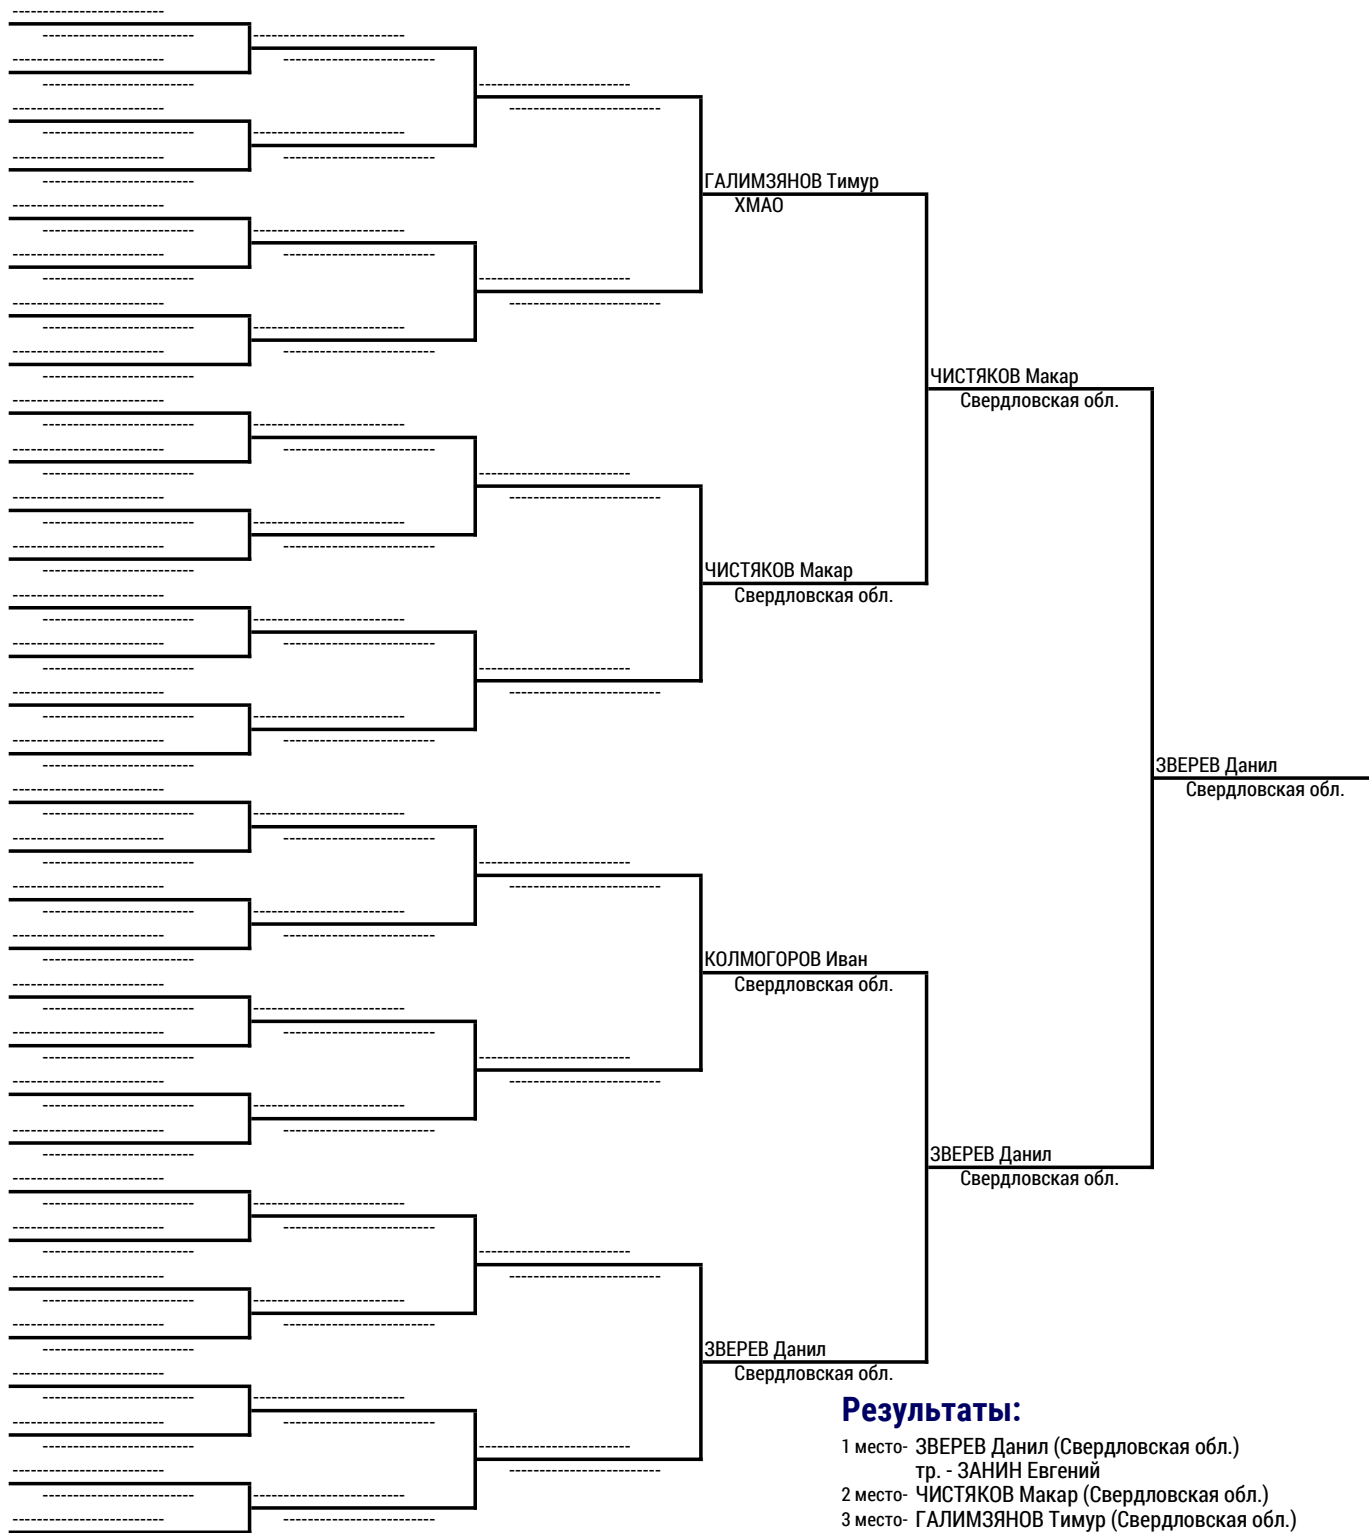 ГАЛИМЗЯНОВ Тимур
ХМАО
ЧИСТЯКОВ Макар
Свердловская обл.
ЧИСТЯКОВ Макар
Свердловская обл.
ЗВЕРЕВ Данил
Свердловская обл.
КОЛМОГОРОВ Иван
Свердловская обл.
ЗВЕРЕВ Данил
Свердловская обл.
ЗВЕРЕВ Данил
Свердловская обл.
Результаты:
1 место- ЗВЕРЕВ Данил (Свердловская обл.)
тр. - ЗАНИН Евгений
2 место- ЧИСТЯКОВ Макар (Свердловская обл.)
3 место- ГАЛИМЗЯНОВ Тимур (Свердловская обл.)